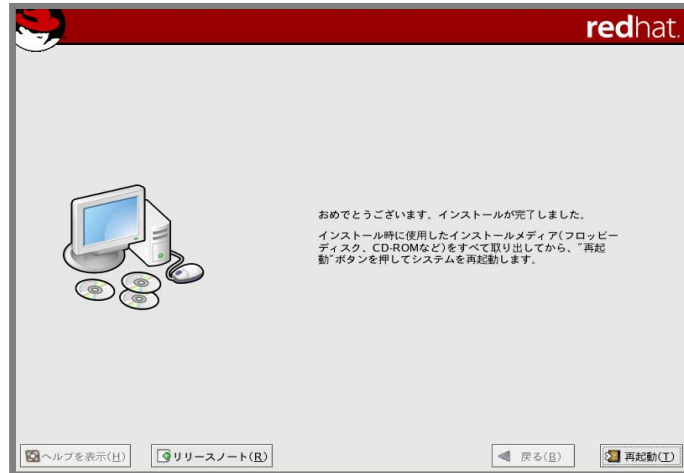 redhat.
おめでとうございます。インストールが完了しました。
インストール時に使用したインストールメディア(フロッピー
ディスク、CD-ROMなど)をすべて取り出してから、"再起
動"ボタンを押してシステムを再起動します。
ヘルプを表示(H)
リリースノート(R)
戻る(B)
再起動(T)